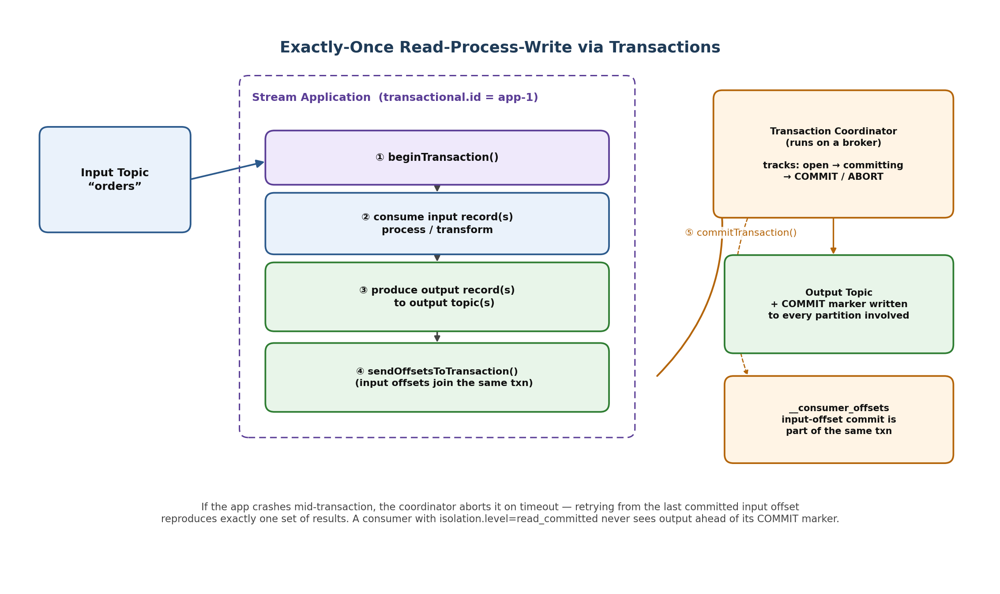 Exactly-Once Read-Process-Write via Transactions
Stream Application  (transactional.id = app-1)
Input Topic
“orders”
① beginTransaction()
② consume input record(s)
process / transform
③ produce output record(s)
to output topic(s)
④ sendOffsetsToTransaction()
(input offsets join the same txn)
Transaction Coordinator
(runs on a broker)
tracks: open → committing
→ COMMIT / ABORT
⑤ commitTransaction()
Output Topic
+ COMMIT marker written
to every partition involved
__consumer_offsets
input-offset commit is
part of the same txn
If the app crashes mid-transaction, the coordinator aborts it on timeout — retrying from the last committed input offset
reproduces exactly one set of results. A consumer with isolation.level=read_committed never sees output ahead of its COMMIT marker.